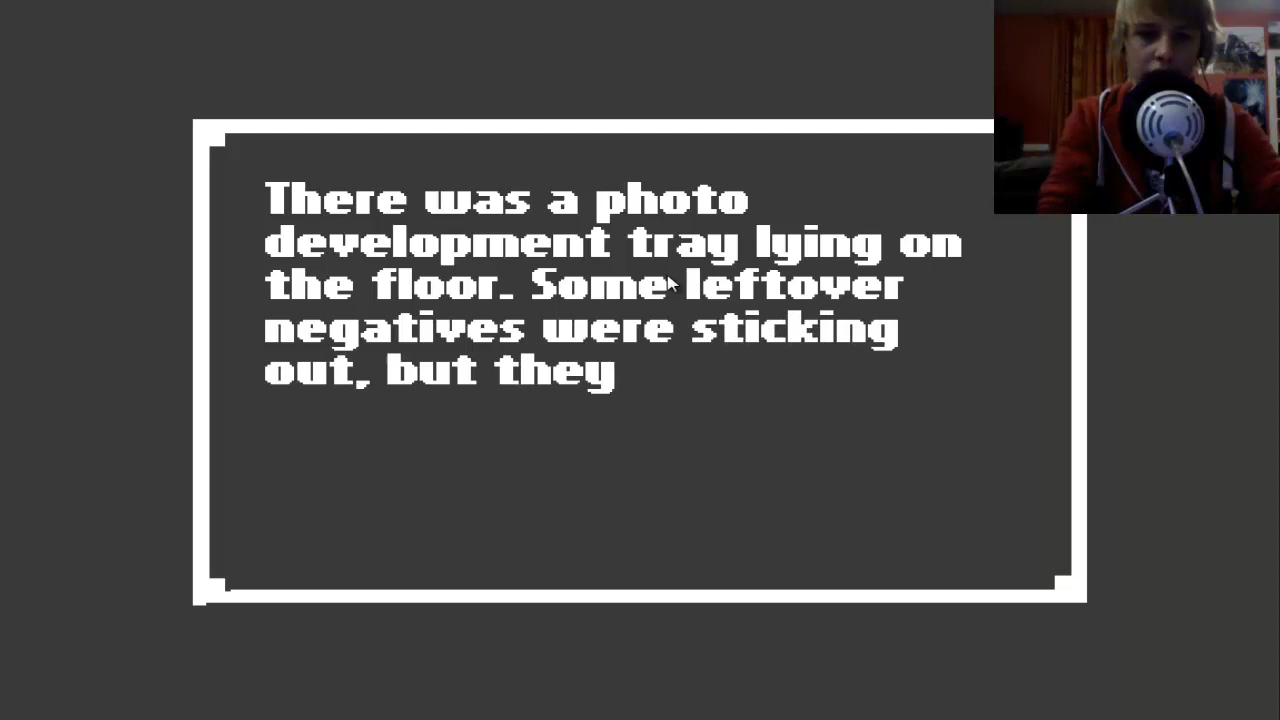 There was a photo
development tray lying on
the floor. Some leftover
negatives were sticking
out, but they